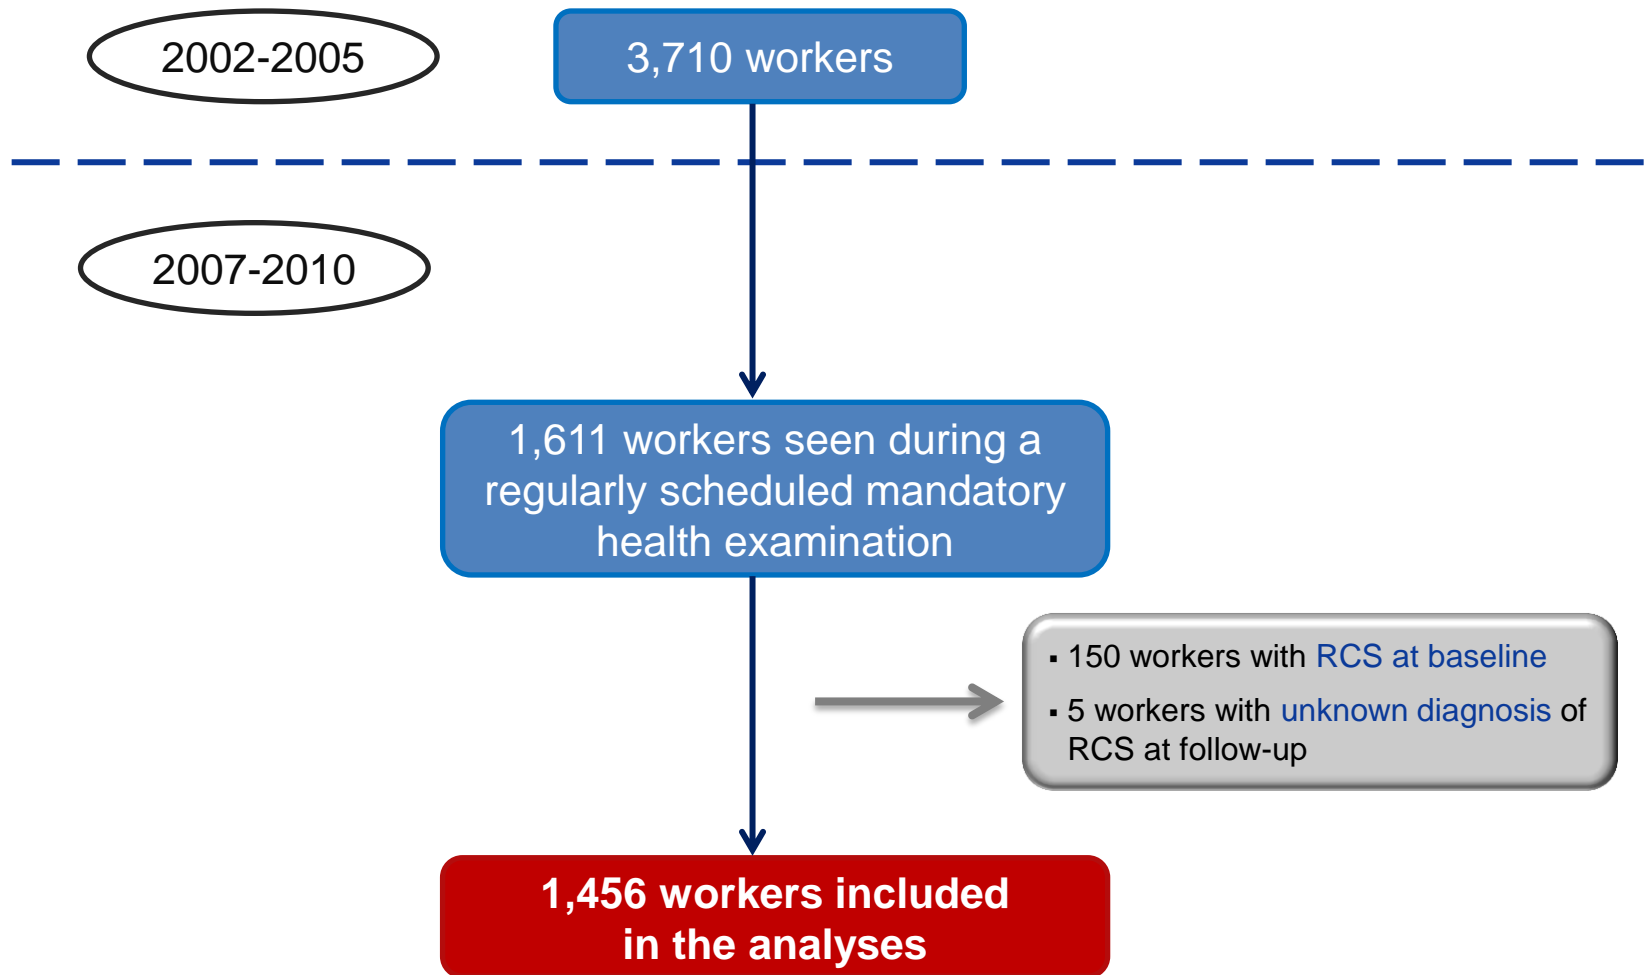 2002-2005
3,710 workers
2007-2010
1,611 workers seen during a
regularly scheduled mandatory
health examination
▪ 150 workers with RCS at baseline
▪ 5 workers with unknown diagnosis of
RCS at follow-up
1,456 workers included
in the analyses